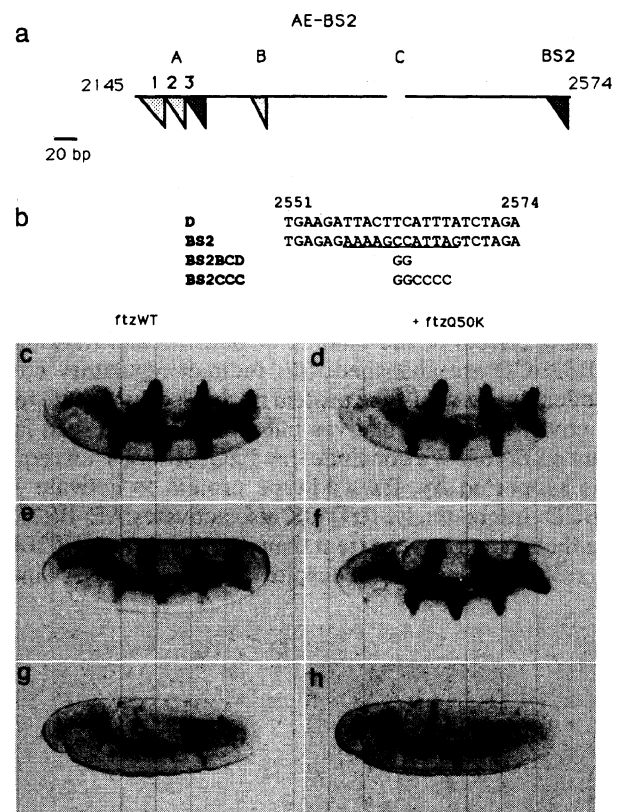 AE-BS2
a
A B C BS2
2145 1 2 3 2574
20 bp
b
2551 2574
D TGAAGATTACTTCATTTATCTAGA
BS2 TGAGAGAAAAGCCATTAGTCTAGA
BS2BCD GG
BS2CCC GGCCCC
ftzWT + ftzQ50K
c d
e f
g h